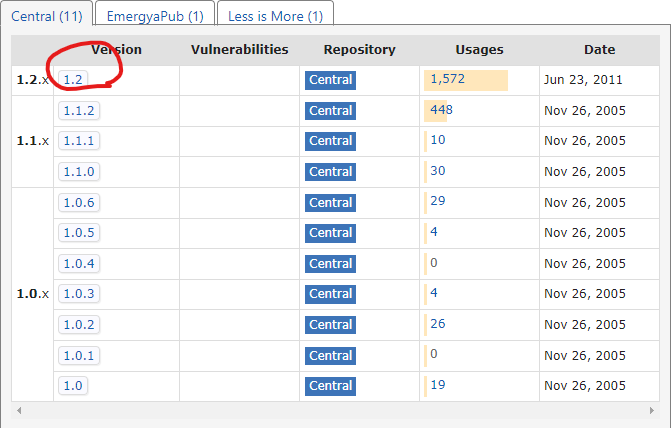 Central (11) EmergyaPub (1) Less is More (1)
Version Vulnerabilities Repository Usages Date
1.2.x 1.2 Central 1,572 Jun 23, 2011
1.1.2 Central 448 Nov 26, 2005
1.1.x 1.1.1 Central 10 Nov 26, 2005
1.1.0 Central 30 Nov 26, 2005
1.0.6 Central 29 Nov 26, 2005
1.0.5 Central 4 Nov 26, 2005
1.0.4 Central 0 Nov 26, 2005
1.0.x 1.0.3 Central 4 Nov 26, 2005
1.0.2 Central 26 Nov 26, 2005
1.0.1 Central 0 Nov 26, 2005
1.0 Central 19 Nov 26, 2005